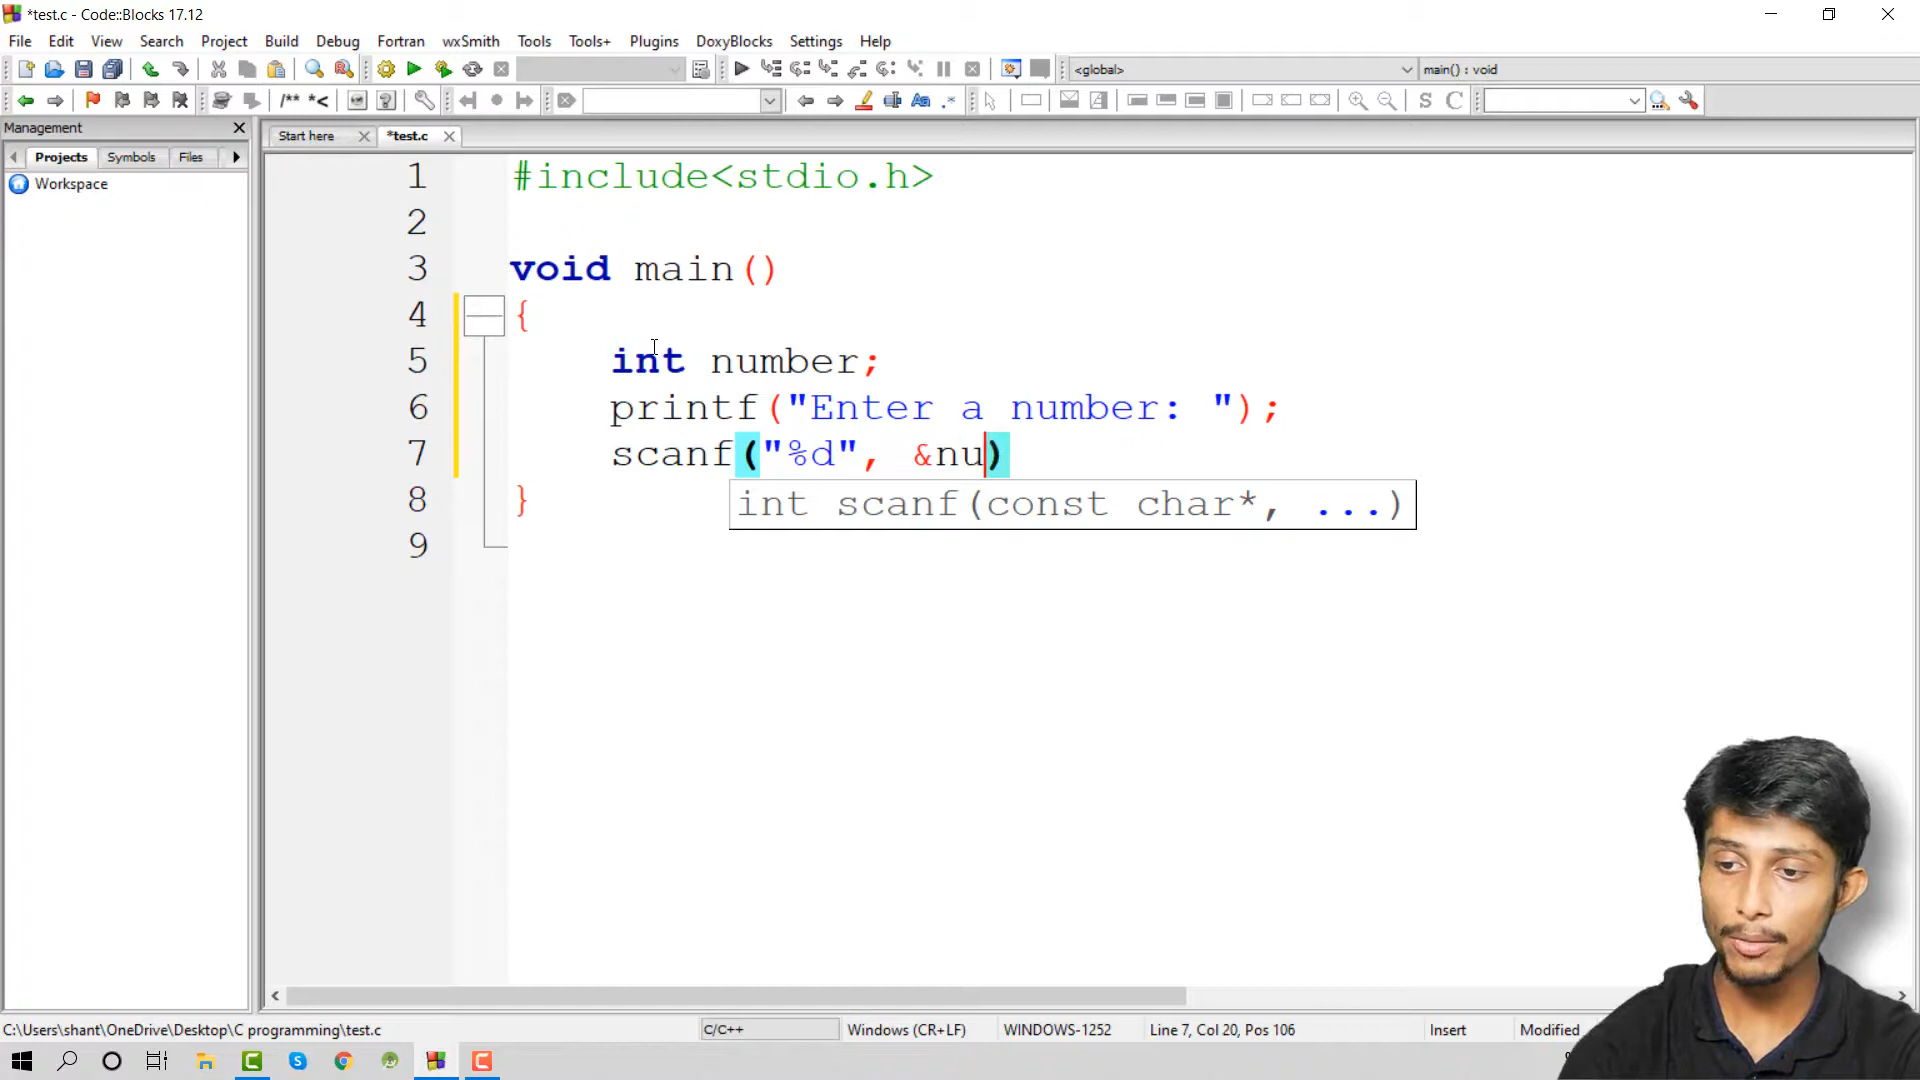 *test.c - Code::Blocks 17.12
File Edit View Search Project Build Debug Fortran wxSmith Tools Tools+ Plugins DoxyBlocks Settings Help
<global> main() : void
/** *<
S C
Management
Start here *test.c
Projects Symbols Files
Workspace
1 #include<stdio.h>
2
3 void main()
4 {
5 int number;
6 printf("Enter a number: ");
7 scanf("%d", &nu)
int scanf(const char*, ...)
8 }
9
C:\Users\shant\OneDrive\Desktop\C programming\test.c C/C++ Windows (CR+LF) WINDOWS-1252 Line 7, Col 20, Pos 106 Insert Modified